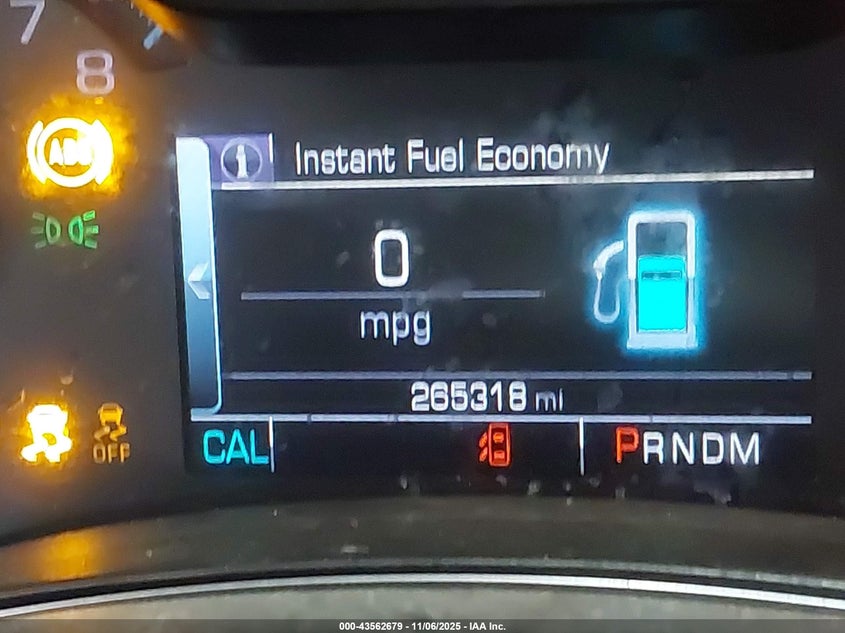 7
8
ABS
Instant Fuel Economy
0
mpg
265318 mi
OFF
CAL
PRNDM
000-43562679 - 11/06/2025 - IAA Inc.